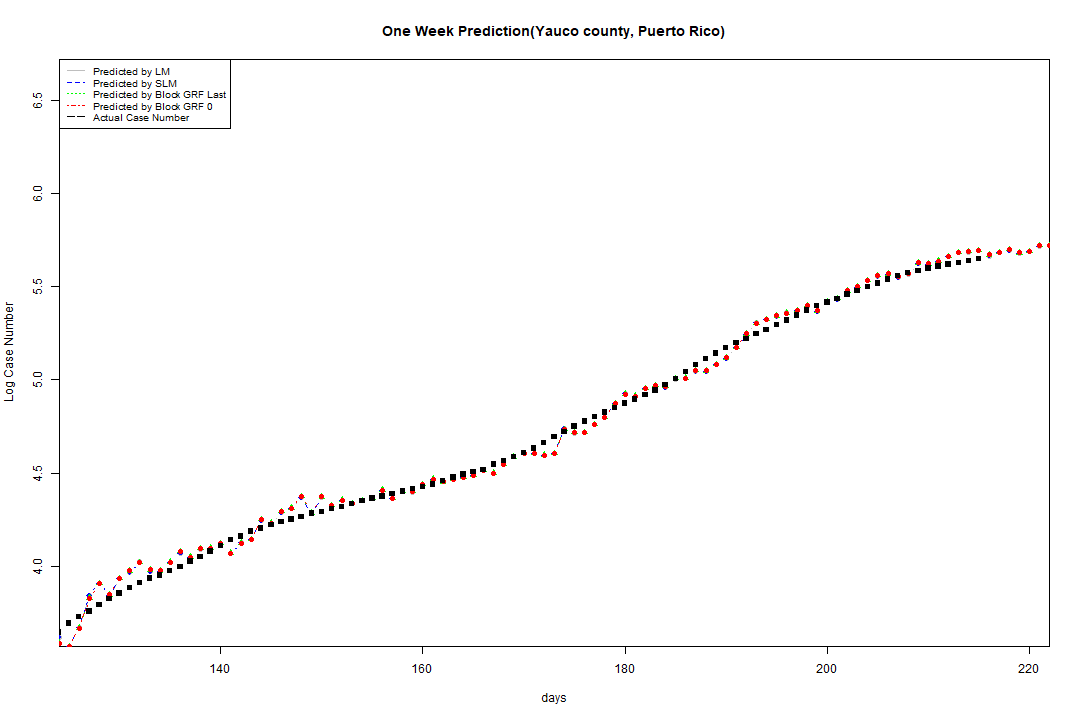 One Week Prediction(Yauco county, Puerto Rico)
Predicted by LM
Predicted by SLM
Predicted by Block GRF Last
Predicted by Block GRF 0
Actual Case Number
6.5
6.0
5.5
5.0
4.5
4.0
Log Case Number
140
160
180
200
220
days